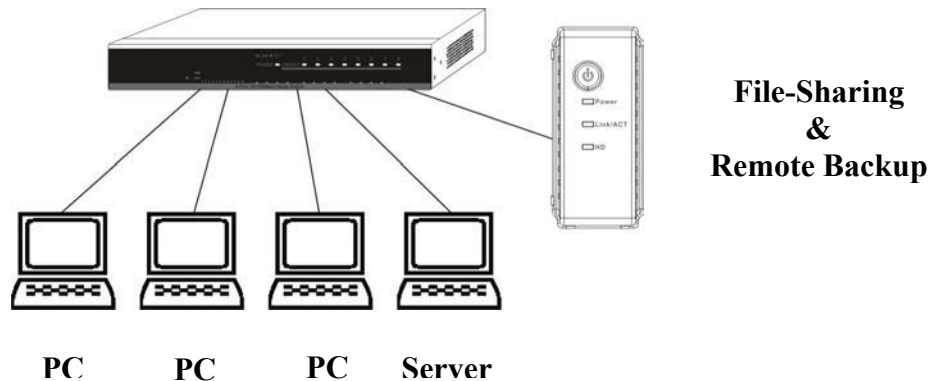 Power
Link/ACT
HD
File-Sharing
&
Remote Backup
PC
PC
PC
Server